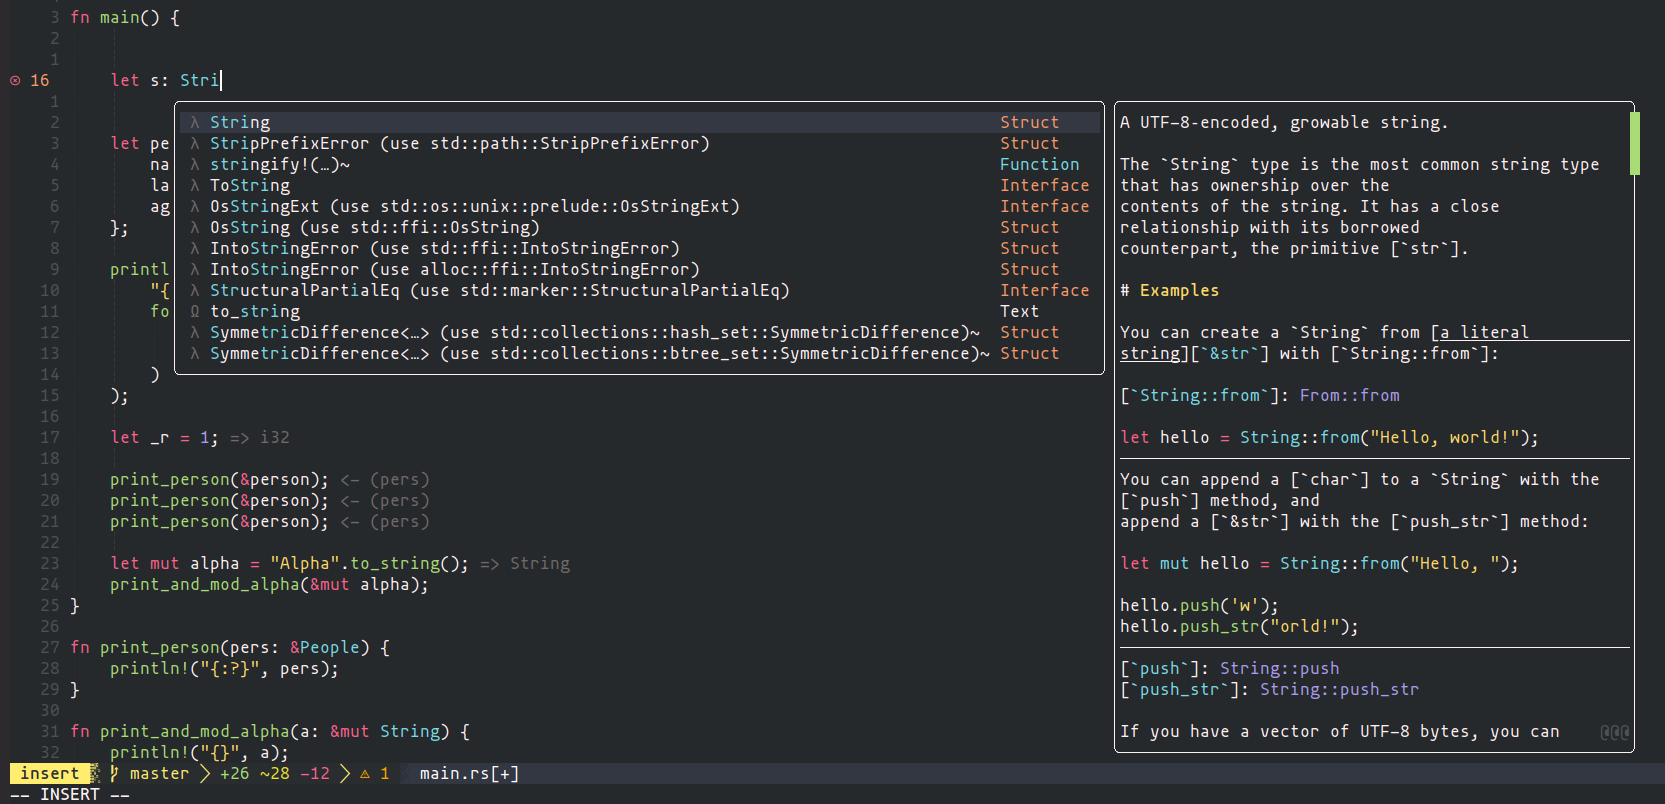 3 fn main() {
2
1
⊗ 16 let s: Stri
1
2
3 let pe
4 na
5 la
6 ag
7 };
8
9 printl
10 "{
11 fo
12
13
14 )
15 );
16
17 let _r = 1; => i32
18
19 print_person(&person); <- (pers)
20 print_person(&person); <- (pers)
21 print_person(&person); <- (pers)
22
23 let mut alpha = "Alpha".to_string(); => String
24 print_and_mod_alpha(&mut alpha);
25 }
26
27 fn print_person(pers: &People) {
28 println!("{:?}", pers);
29 }
30
31 fn print_and_mod_alpha(a: &mut String) {
32 println!("{}", a);
λ String Struct
λ StripPrefixError (use std::path::StripPrefixError) Struct
λ stringify!(…)~ Function
λ ToString Interface
λ OsStringExt (use std::os::unix::prelude::OsStringExt) Interface
λ OsString (use std::ffi::OsString) Struct
λ IntoStringError (use std::ffi::IntoStringError) Struct
λ IntoStringError (use alloc::ffi::IntoStringError) Struct
λ StructuralPartialEq (use std::marker::StructuralPartialEq) Interface
Ω to_string Text
λ SymmetricDifference<…> (use std::collections::hash_set::SymmetricDifference)~ Struct
λ SymmetricDifference<…> (use std::collections::btree_set::SymmetricDifference)~ Struct
A UTF-8-encoded, growable string.
The `String` type is the most common string type
that has ownership over the
contents of the string. It has a close
relationship with its borrowed
counterpart, the primitive [`str`].
# Examples
You can create a `String` from [a literal
string][`&str`] with [`String::from`]:
[`String::from`]: From::from
let hello = String::from("Hello, world!");
You can append a [`char`] to a `String` with the
[`push`] method, and
append a [`&str`] with the [`push_str`] method:
let mut hello = String::from("Hello, ");
hello.push('w');
hello.push_str("orld!");
[`push`]: String::push
[`push_str`]: String::push_str
If you have a vector of UTF-8 bytes, you can
insert master +26 ~28 -12 ⚠ 1 main.rs[+]
-- INSERT --